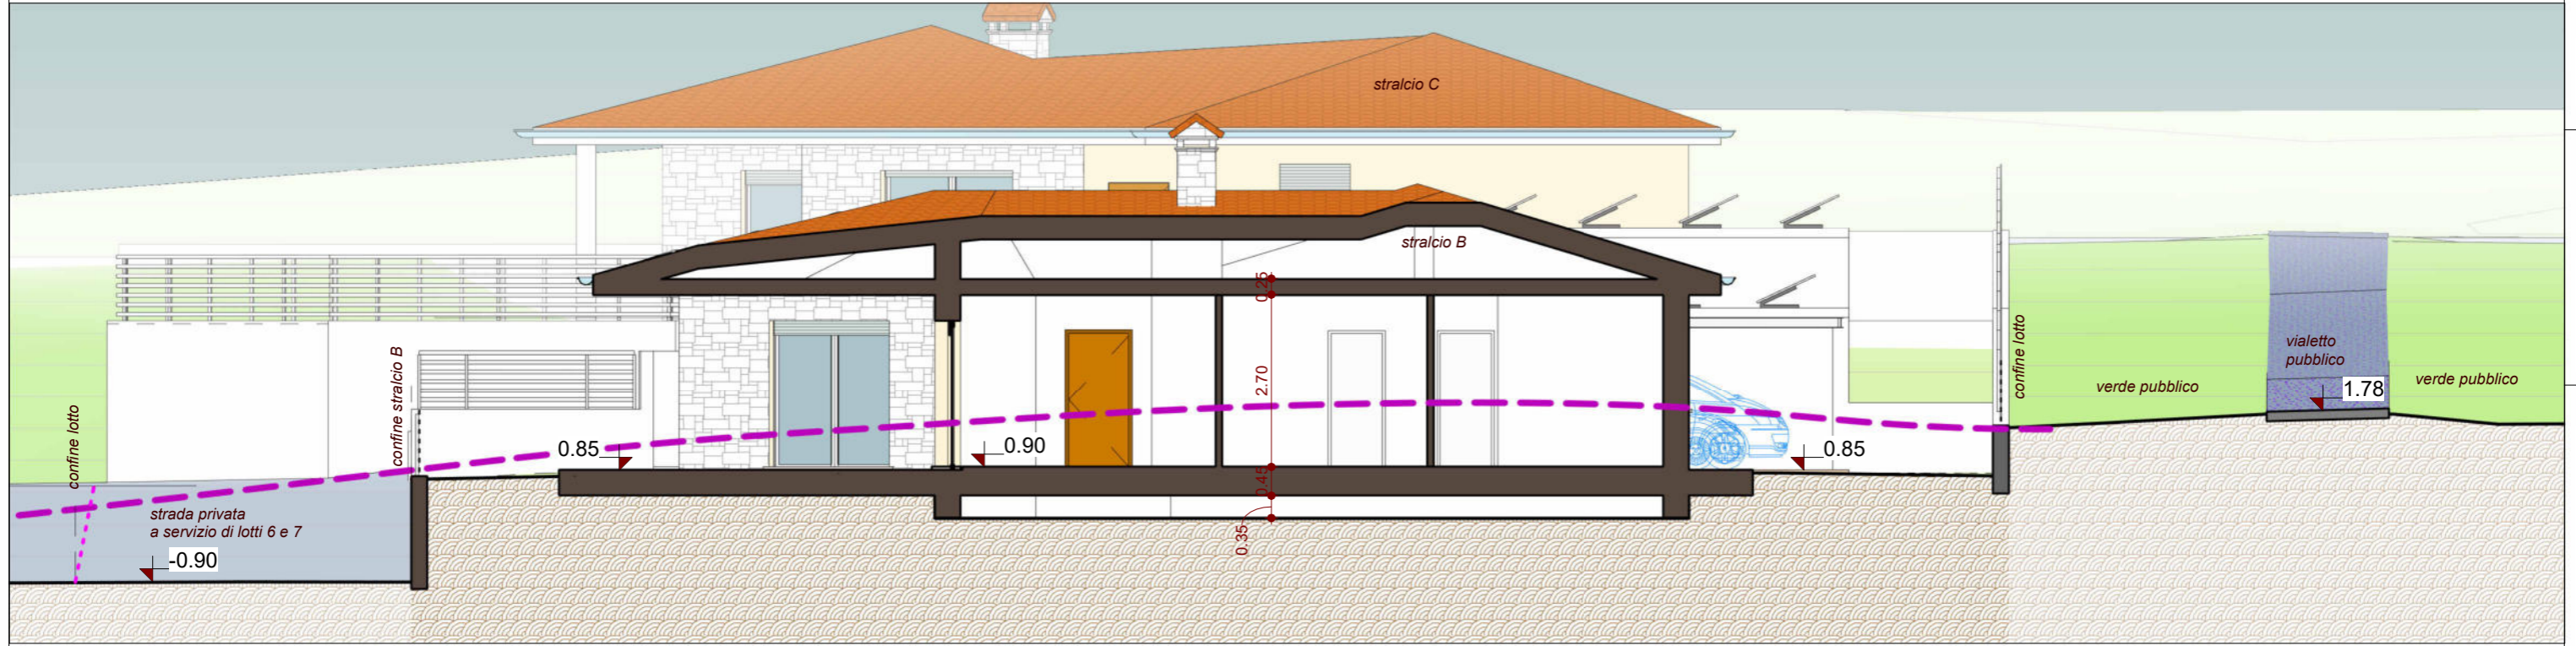 stralcio C
stralcio B
0.25
2.70
0.45
0.35
confine lotto
confine stralcio B
0.85
0.90
0.85
strada privata
a servizio di lotti 6 e 7
-0.90
confine lotto
verde pubblico
vialetto
pubblico
1.78
verde pubblico